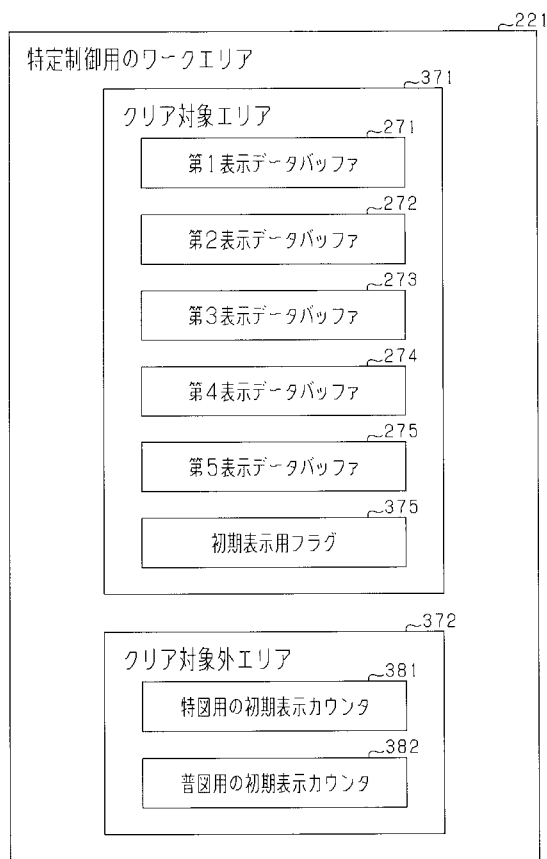 221
特定制御用のワークエリア
371
クリア対象エリア
271
第1表示データバッファ
272
第2表示データバッファ
273
第3表示データバッファ
274
第4表示データバッファ
275
第5表示データバッファ
375
初期表示用フラグ
372
クリア対象外エリア
381
特図用の初期表示カウンタ
382
普図用の初期表示カウンタ